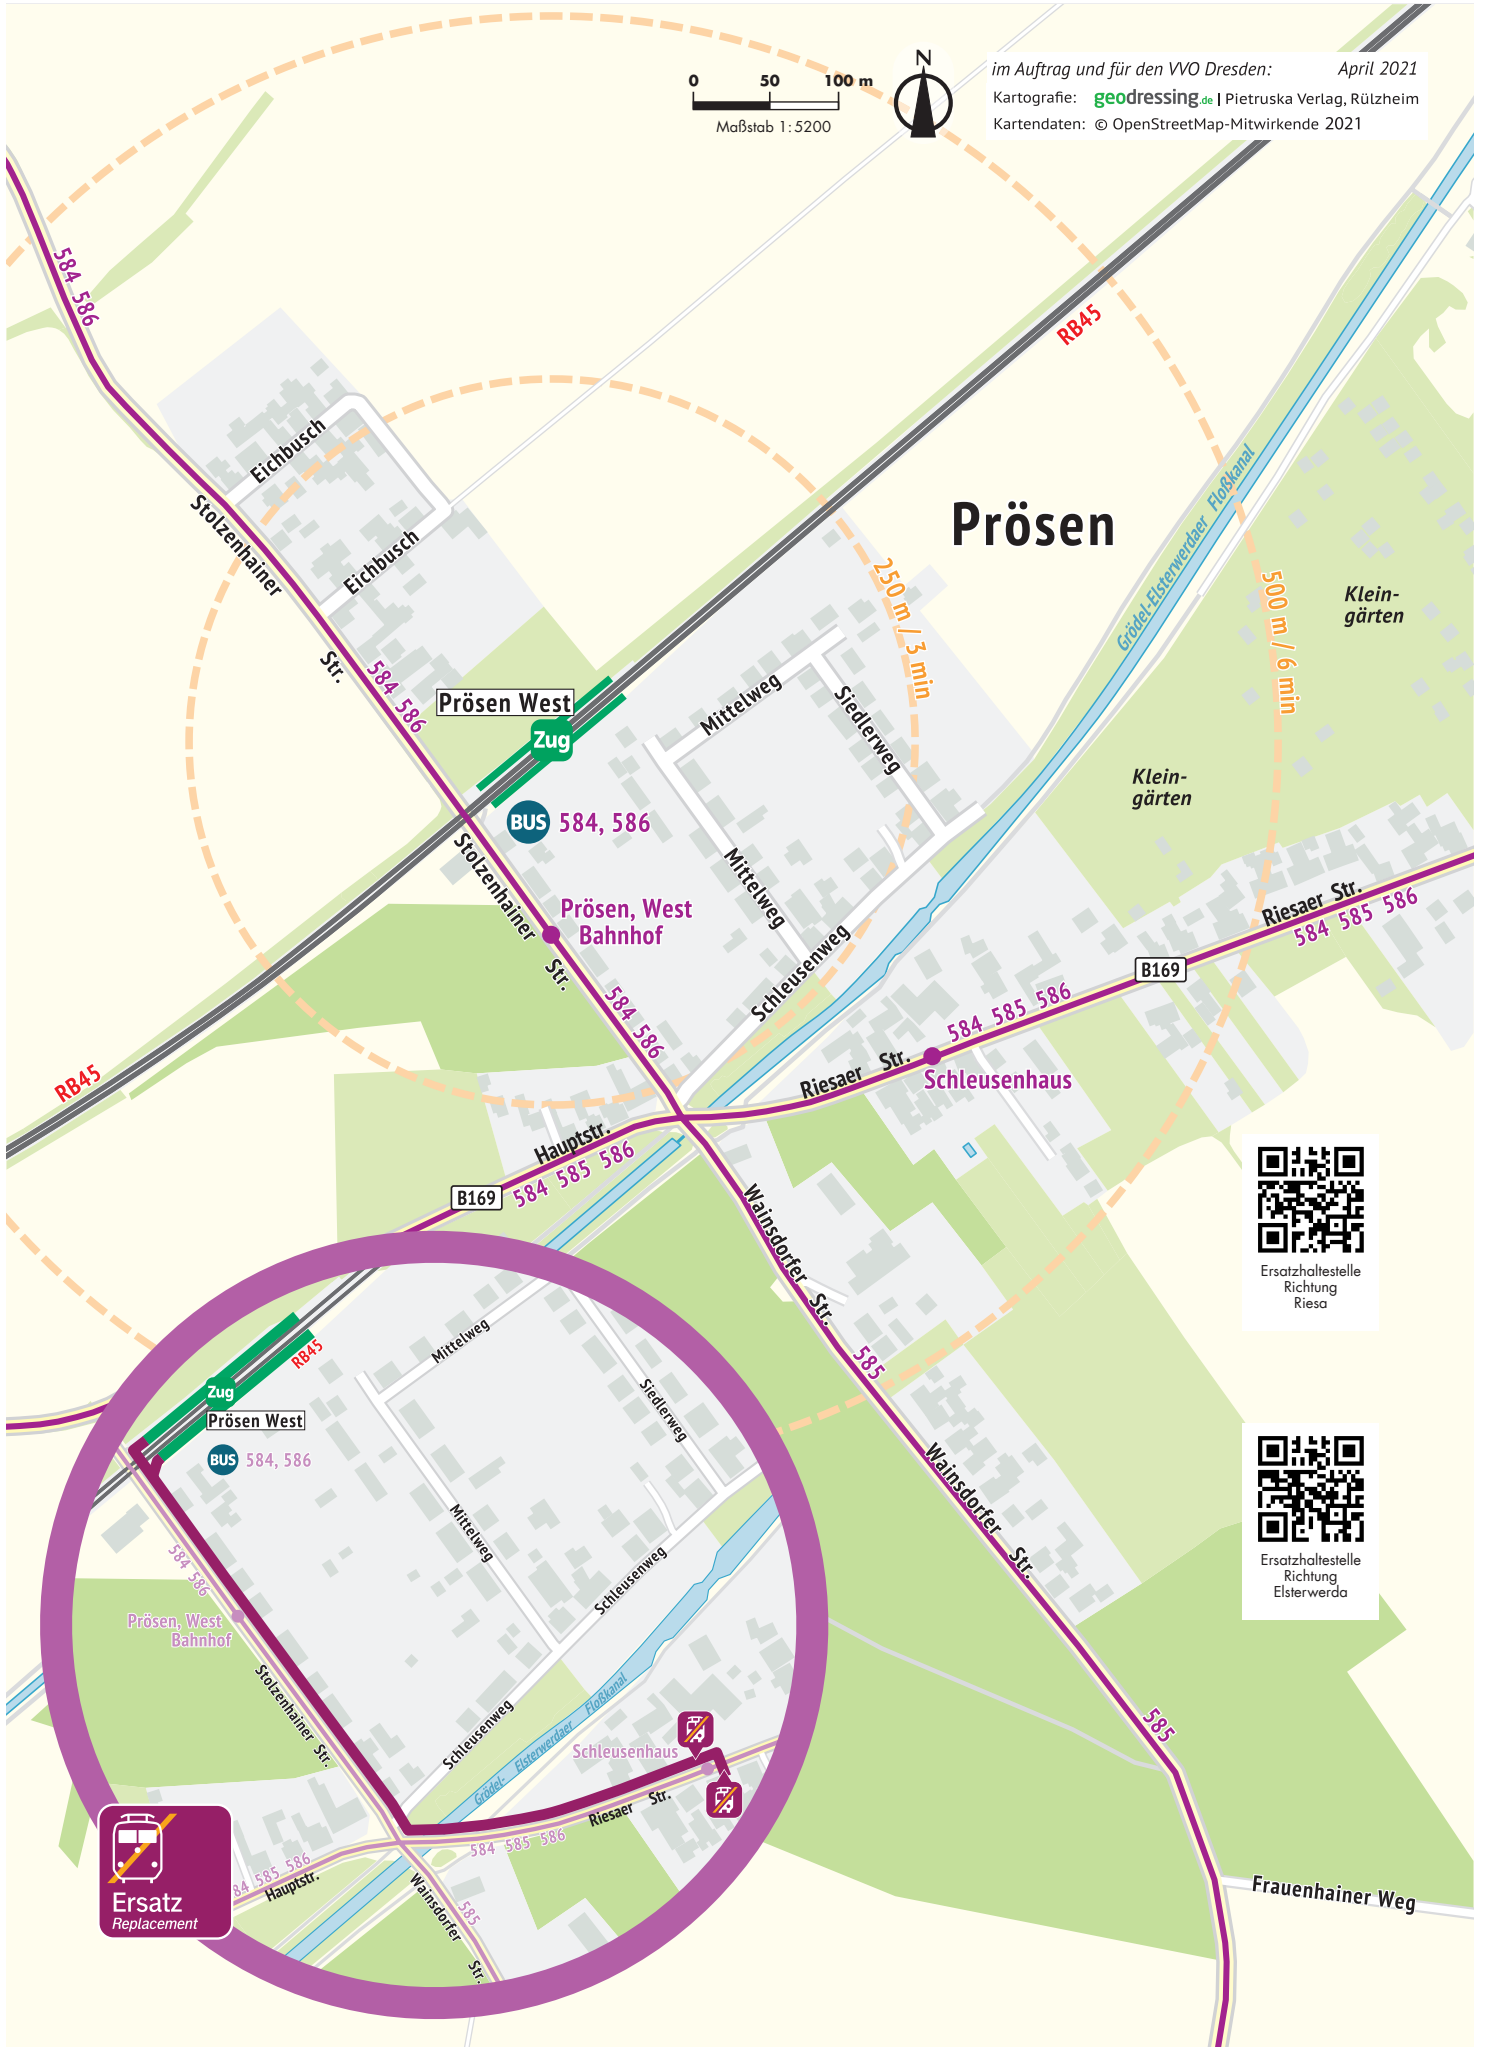 0 50 100 m
Maßstab 1:5200
N
im Auftrag und für den VVO Dresden: April 2021
Kartografie: geodressing.de | Pietruska Verlag, Rülzheim
Kartendaten: © OpenStreetMap-Mitwirkende 2021
584 586
RB45
Eichbusch
Stolzenhainer
Str.
Eichbusch
Prösen
Grödel-Elsterwerdaer Floßkanal
250 m / 3 min
500 m / 6 min
Klein-
gärten
584 586
Prösen West
Zug
Mittelweg
Siedlerweg
Klein-
gärten
BUS 584, 586
Stolzenhainer
Str.
Mittelweg
Prösen, West
Bahnhof
Schleusenweg
Riesaer Str.
584 585 586
B169
584 586
584 585 586
RB45
Riesaer Str.
Schleusenhaus
Hauptstr.
584 585 586
B169
Wainsdorfer
Str.
Ersatzhaltestelle
Richtung
Riesa
585
Wainsdorfer
Str.
Ersatzhaltestelle
Richtung
Elsterwerda
585
Frauenhainer Weg
Mittelweg
RB45
Zug
Prösen West
BUS 584, 586
Siedlerweg
Mittelweg
584 586
Schleusenweg
Prösen, West
Bahnhof
Stolzenhainer
Str.
Schleusenweg
Grödel- Elsterwerdaer Floßkanal
Schleusenhaus
Riesaer Str.
584 585 586
84 585 586
Hauptstr.
Wainsdorfer
Str.
585
Ersatz
Replacement